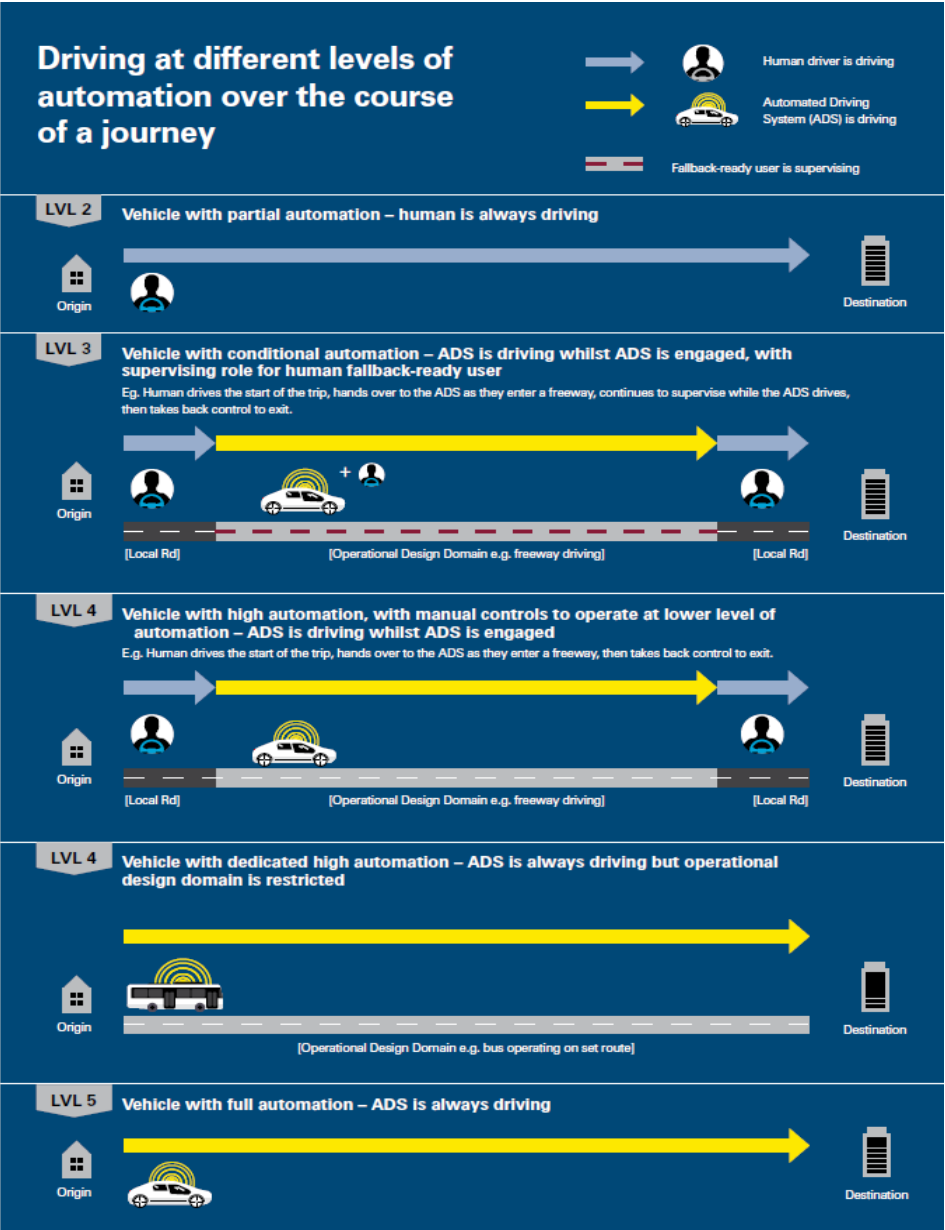 Driving at different levels of
automation over the course
of a journey
Human driver is driving
Automated Driving
System (ADS) is driving
Fallback-ready user is supervising
LVL 2
Vehicle with partial automation – human is always driving
Origin
Destination
LVL 3
Vehicle with conditional automation – ADS is driving whilst ADS is engaged, with
supervising role for human fallback-ready user
Eg. Human drives the start of the trip, hands over to the ADS as they enter a freeway, continues to supervise while the ADS drives,
then takes back control to exit.
+
Origin
Destination
[Local Rd]
[Operational Design Domain e.g. freeway driving]
[Local Rd]
LVL 4
Vehicle with high automation, with manual controls to operate at lower level of
automation – ADS is driving whilst ADS is engaged
E.g. Human drives the start of the trip, hands over to the ADS as they enter a freeway, then takes back control to exit.
Origin
Destination
[Local Rd]
[Operational Design Domain e.g. freeway driving]
[Local Rd]
LVL 4
Vehicle with dedicated high automation – ADS is always driving but operational
design domain is restricted
Origin
Destination
[Operational Design Domain e.g. bus operating on set route]
LVL 5
Vehicle with full automation – ADS is always driving
Origin
Destination